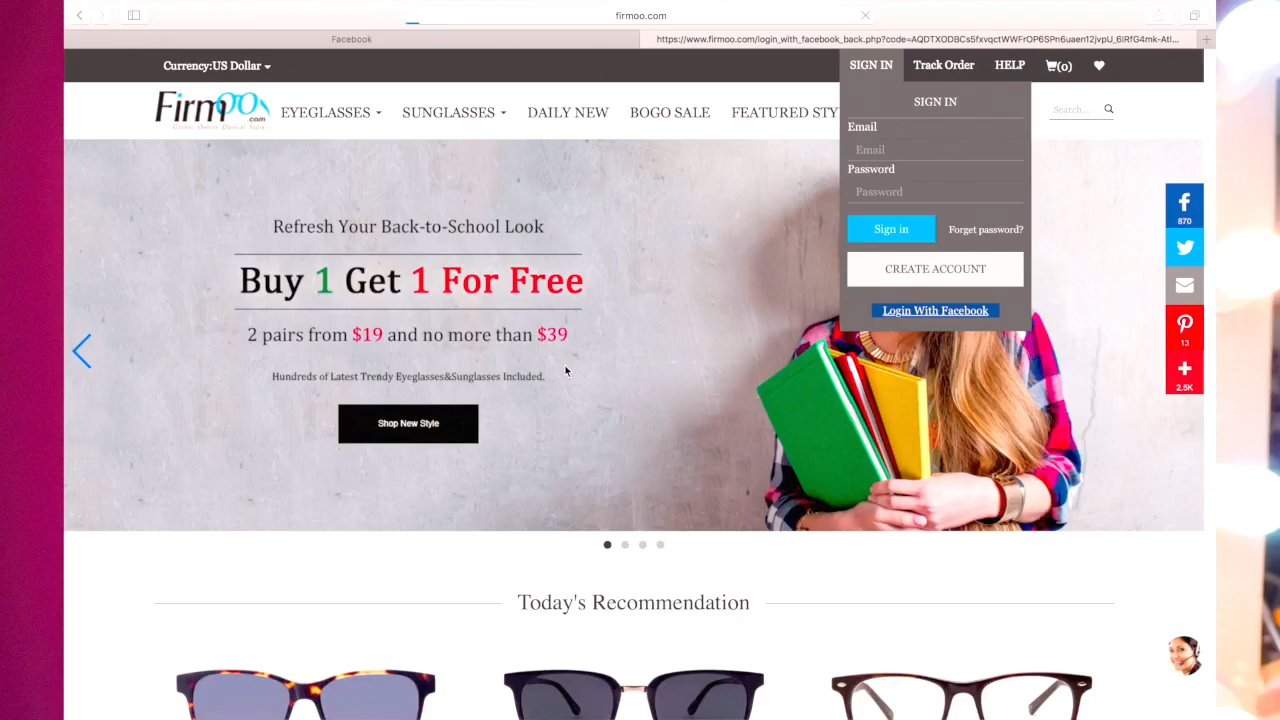 firmoo.com
Facebook
https://www.firmoo.com/login_with_facebook_back.php?code=
Currency:US Dollar
SIGN IN
Track Order
HELP
(0)
Firmoo
.com
EYEGLASSES
SUNGLASSES
DAILY NEW
BOGO SALE
FEATURED STY
Search...
SIGN IN
Email
Email
Password
Password
Sign in
Forget password?
CREATE ACCOUNT
Login With Facebook
Refresh Your Back-to-School Look
Buy 1 Get 1 For Free
2 pairs from $19 and no more than $39
Hundreds of Latest Trendy Eyeglasses&Sunglasses Included.
Shop New Style
870
13
2.5K
Today's Recommendation